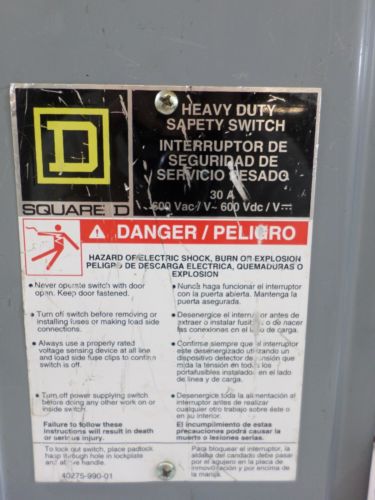 HEAVY DUTY
SAFETY SWITCH
INTERRUPTOR DE
SEGURIDAD DE
SERVICIO PESADO
30 A
600 Vac / V~ 600 Vdc / V⎓
D
SQUARE D
DANGER / PELIGRO
HAZARD OF ELECTRIC SHOCK, BURN OR EXPLOSION
PELIGRO DE DESCARGA ELECTRICA, QUEMADURAS O
EXPLOSION
● Never operate switch with door
open. Keep door fastened.
● Turn off switch before removing or
installing fuses or making load side
connections.
● Always use a properly rated
voltage sensing device at all line
and load side fuse clips to confirm
switch is off.
● Turn off power supplying switch
before doing any other work on or
inside switch.
Failure to follow these
instructions will result in death
or serious injury.
● Nunca haga funcionar el interruptor
con la puerta abierta. Mantenga la
puerta asegurada.
● Desenergice el interruptor antes de
extraer o instalar fusibles o de hacer
las conexiones en el lado de carga.
● Confirme siempre que el interruptor
este desenergizado utilizando un
dispositivo detector de tensión que
mida la tensión en todos los
portafusibles instalados en el lado
de linea y de carga.
● Desenergice toda la alimentación al
interruptor antes de realizar
cualquier otro trabajo sobre éste o
en su interior.
El incumplimiento de estas
precauciones podrá causar la
muerte o lesiones serias.
To lock out switch, place padlock
hasp through hole in lockplate
and above handle.
40275-990-01
Para bloquear el interruptor, la
aldaba del candado debe pasar
por el agujero en la placa de
inmovilización y por encima de
la manija.